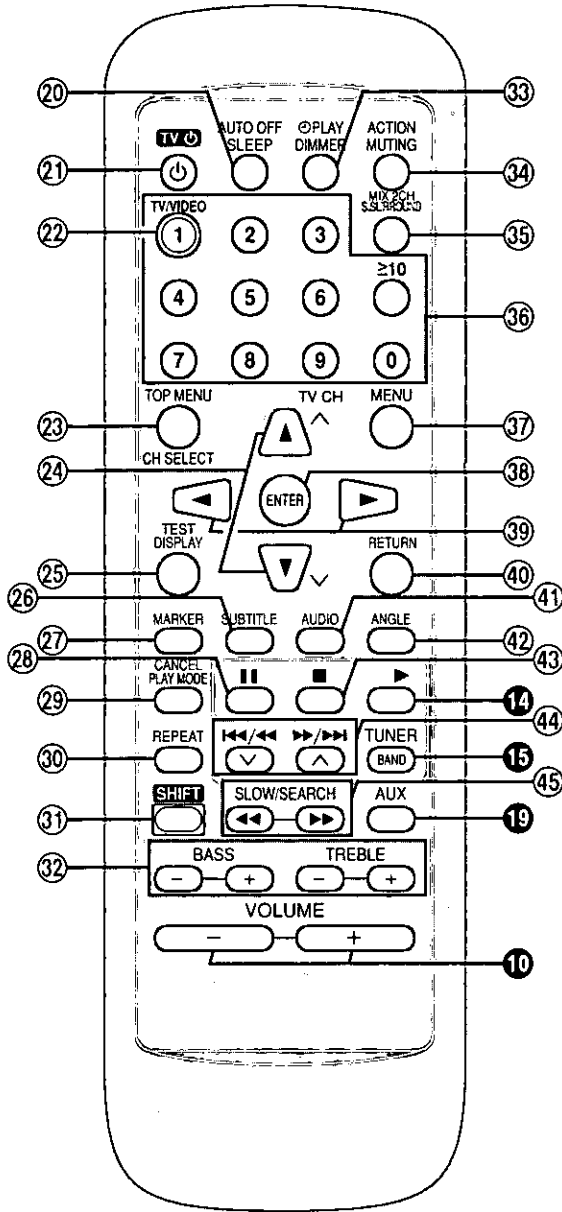 ⑳ ㉝
AUTO OFF ⏲PLAY ACTION
TV ⏻ SLEEP DIMMER MUTING
㉑ ⏻ ㉞
TV/VIDEO MIX 2CH
S.SURROUND
㉒ 1 2 3 ㉟
≥10
4 5 6 ㊱
7 8 9 0
TOP MENU TV CH MENU
㉓ ▲ ^ ㊲
CH SELECT
㉔ ENTER ㊳
◄ ► ㊴
TEST
DISPLAY RETURN
㉕ ▼ ∨ ㊵
㉖ ㊶
MARKER SUBTITLE AUDIO ANGLE
㉗ ㊷
㉘ ㊸
CANCEL
PLAY MODE ❚❚ ■ ►
㉙ ⓮
㊹
REPEAT ⏮/◄◄ ►►/⏭ TUNER
㉚ ∨ ^ BAND ⓯
㊺
SHIFT SLOW/SEARCH AUX
㉛ ◄◄ ►► ⓳
㉜ BASS TREBLE
− + − +
VOLUME
− +
❿